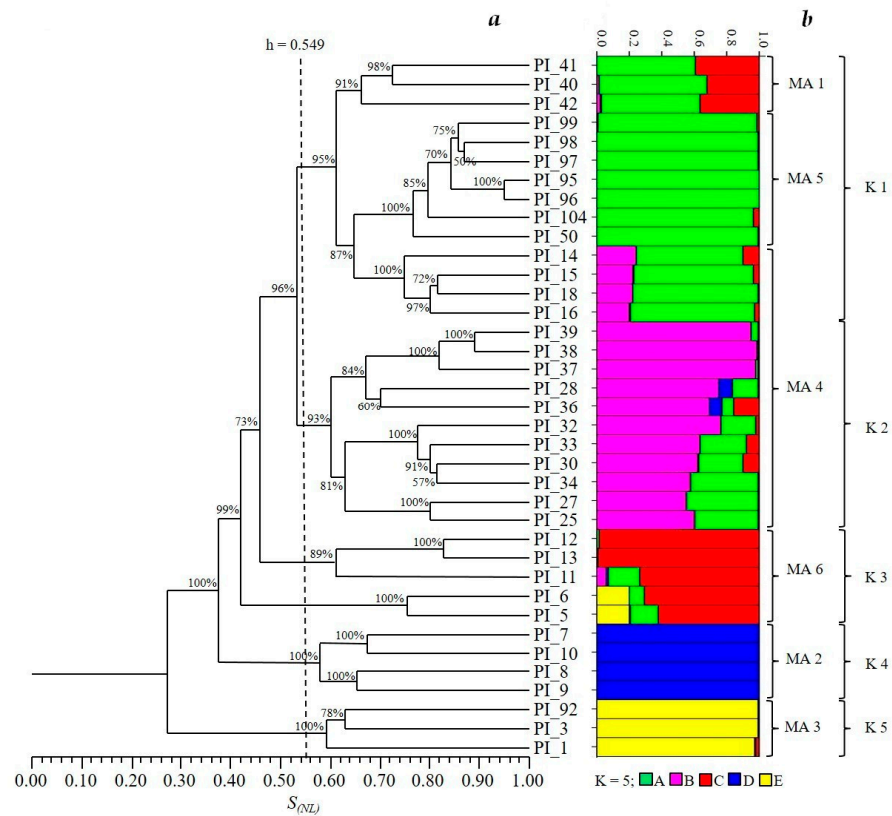 a
b
h = 0.549
0.0 0.2 0.4 0.6 0.8 1.0
PI_41
PI_40
PI_42
PI_99
PI_98
PI_97
PI_95
PI_96
PI_104
PI_50
PI_14
PI_15
PI_18
PI_16
PI_39
PI_38
PI_37
PI_28
PI_36
PI_32
PI_33
PI_30
PI_34
PI_27
PI_25
PI_12
PI_13
PI_11
PI_6
PI_5
PI_7
PI_10
PI_8
PI_9
PI_92
PI_3
PI_1
98%
91%
95%
75%
50%
70%
100%
85%
100%
87%
100%
72%
97%
96%
100%
100%
84%
60%
93%
100%
91%
57%
81%
100%
73%
100%
89%
99%
100%
100%
100%
100%
100%
78%
100%
MA 1
MA 5
MA 4
MA 6
MA 2
MA 3
K 1
K 2
K 3
K 4
K 5
0.00 0.10 0.20 0.30 0.40 0.50 0.60 0.70 0.80 0.90 1.00
S(NL)
K = 5; A B C D E